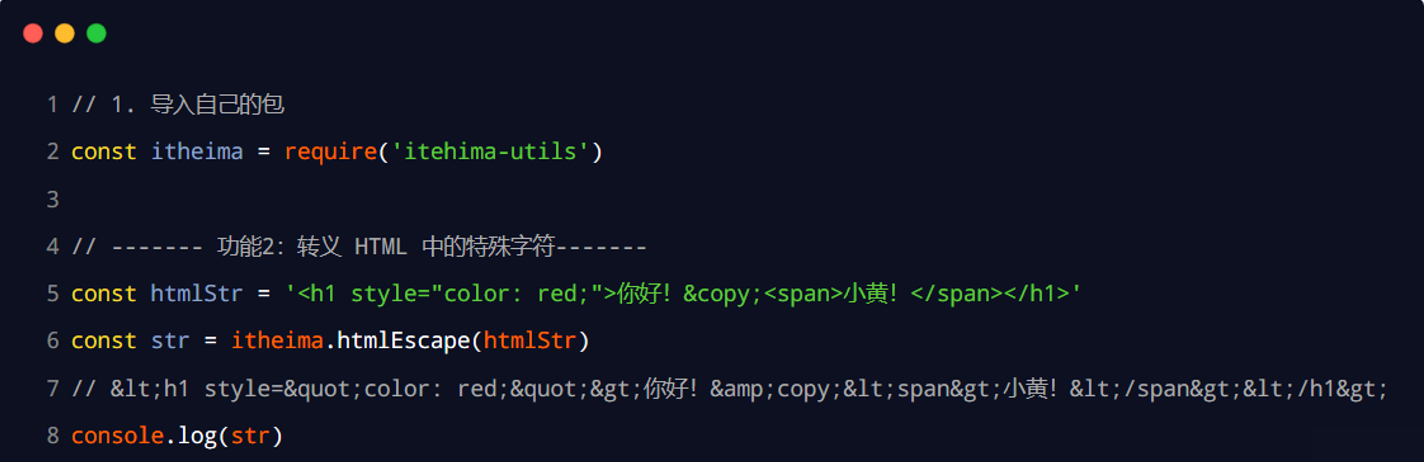 1 // 1. 导入自己的包
2 const itheima = require('itehima-utils')
3
4 // ------- 功能2：转义 HTML 中的特殊字符-------
5 const htmlStr = '<h1 style="color: red;">你好！&copy;<span>小黄！</span></h1>'
6 const str = itheima.htmlEscape(htmlStr)
7 // &lt;h1 style=&quot;color: red;&quot;&gt;你好！&amp;copy;&lt;span&gt;小黄！&lt;/span&gt;&lt;/h1&gt;
8 console.log(str)